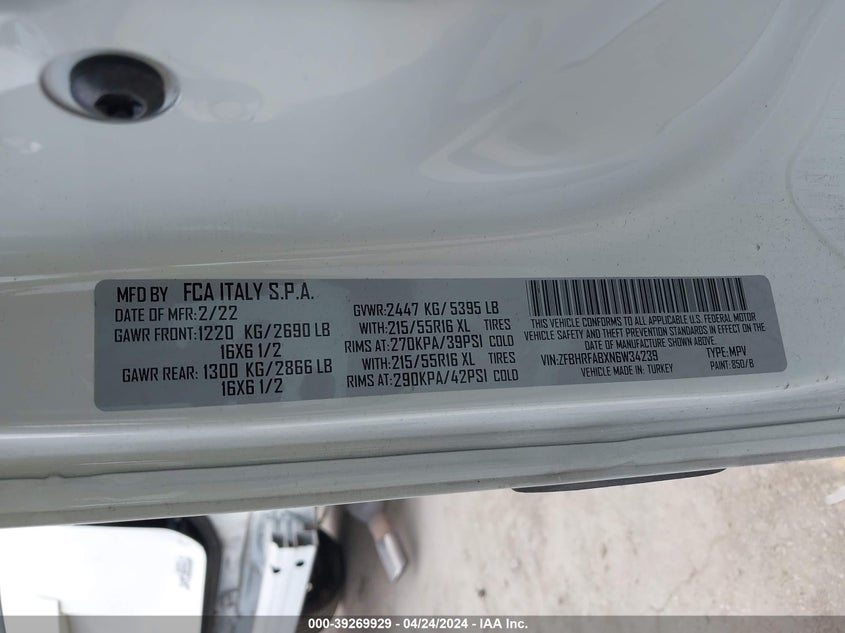 MFD BY FCA ITALY S.P.A.
DATE OF MFR: 2/22
GAWR FRONT: 1220 KG/2690 LB
16X6 1/2
GAWR REAR: 1300 KG/2866 LB
16X6 1/2
GVWR:2447 KG/5395 LB
WITH:215/55R16 XL TIRES
RIMS AT:270KPA/39PSI COLD
WITH:215/55R16 XL TIRES
RIMS AT:290KPA/42PSI COLD
THIS VEHICLE CONFORMS TO ALL APPLICABLE U.S. FEDERAL MOTOR
VEHICLE SAFETY AND THEFT PREVENTION STANDARDS IN EFFECT ON THE
DATE OF MANUFACTURE SHOWN ABOVE.
VIN:ZFBHRFABXN6W34239 TYPE: MPV
VEHICLE MADE IN: TURKEY PAINT: 850/B
000-39269929 - 04/24/2024 - IAA Inc.